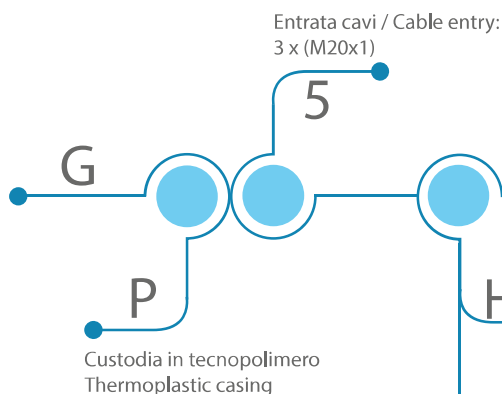 Entrata cavi / Cable entry:
3 x (M20x1)
5
G
P
H
Custodia in tecnopolimero
Thermoplastic casing